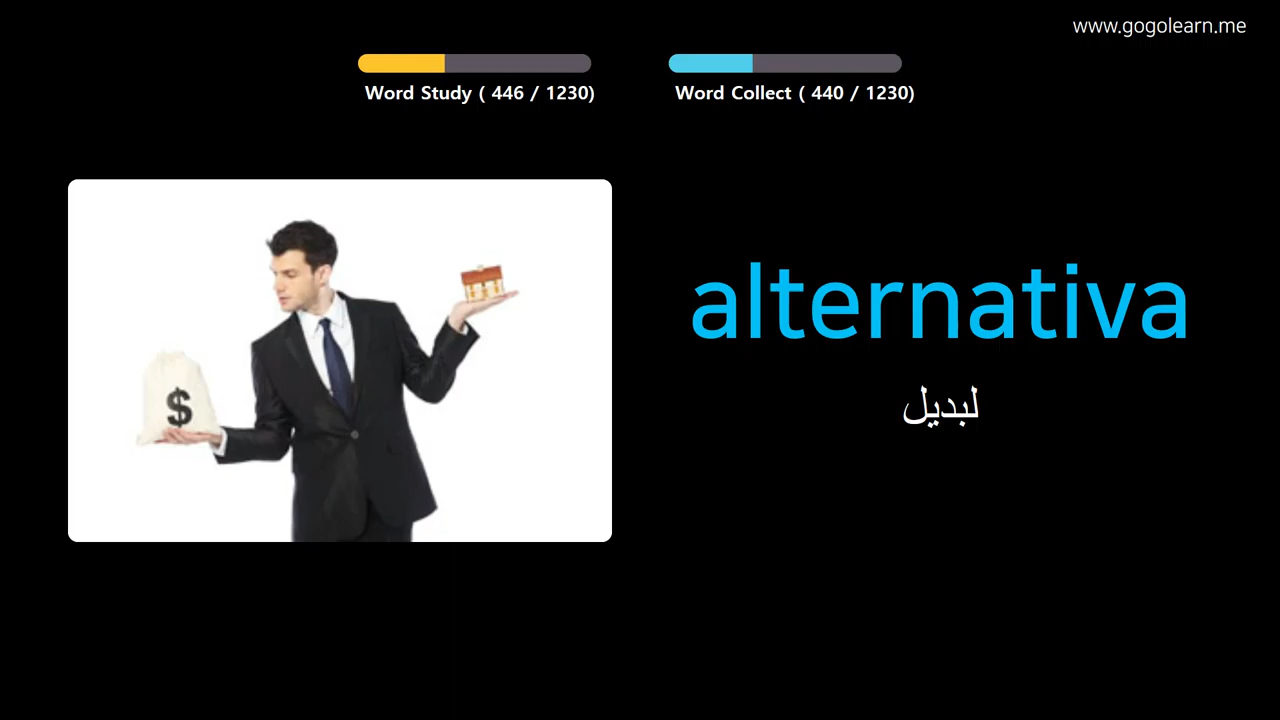 www.gogolearn.me
Word Study ( 446 / 1230)
Word Collect ( 440 / 1230)
$
alternativa
لبديل